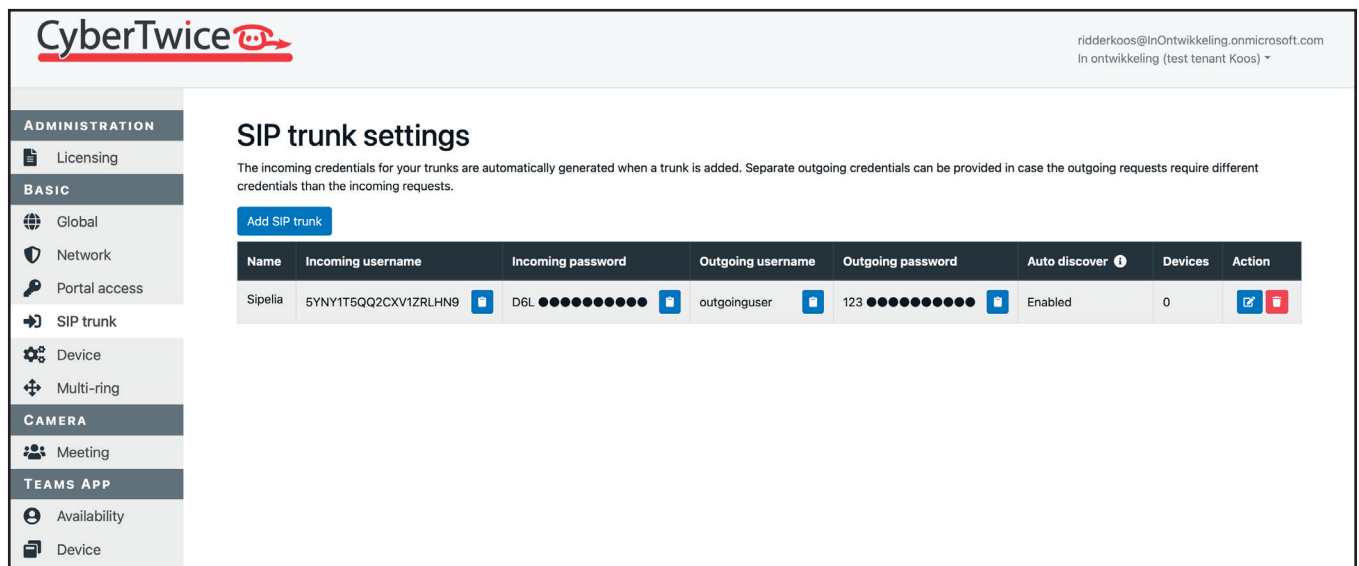 CyberTwice
ridderkoos@InOntwikkeling.onmicrosoft.com
In ontwikkeling (test tenant Koos)
ADMINISTRATION
Licensing
BASIC
Global
Network
Portal access
SIP trunk
Device
Multi-ring
CAMERA
Meeting
TEAMS APP
Availability
Device
SIP trunk settings
The incoming credentials for your trunks are automatically generated when a trunk is added. Separate outgoing credentials can be provided in case the outgoing requests require different
credentials than the incoming requests.
Add SIP trunk
Name Incoming username Incoming password Outgoing username Outgoing password Auto discover Devices Action
Sipelia 5YNY1T5QQ2CXV1ZRLHN9 D6L ●●●●●●●●●● outgoinguser 123 ●●●●●●●●●● Enabled 0